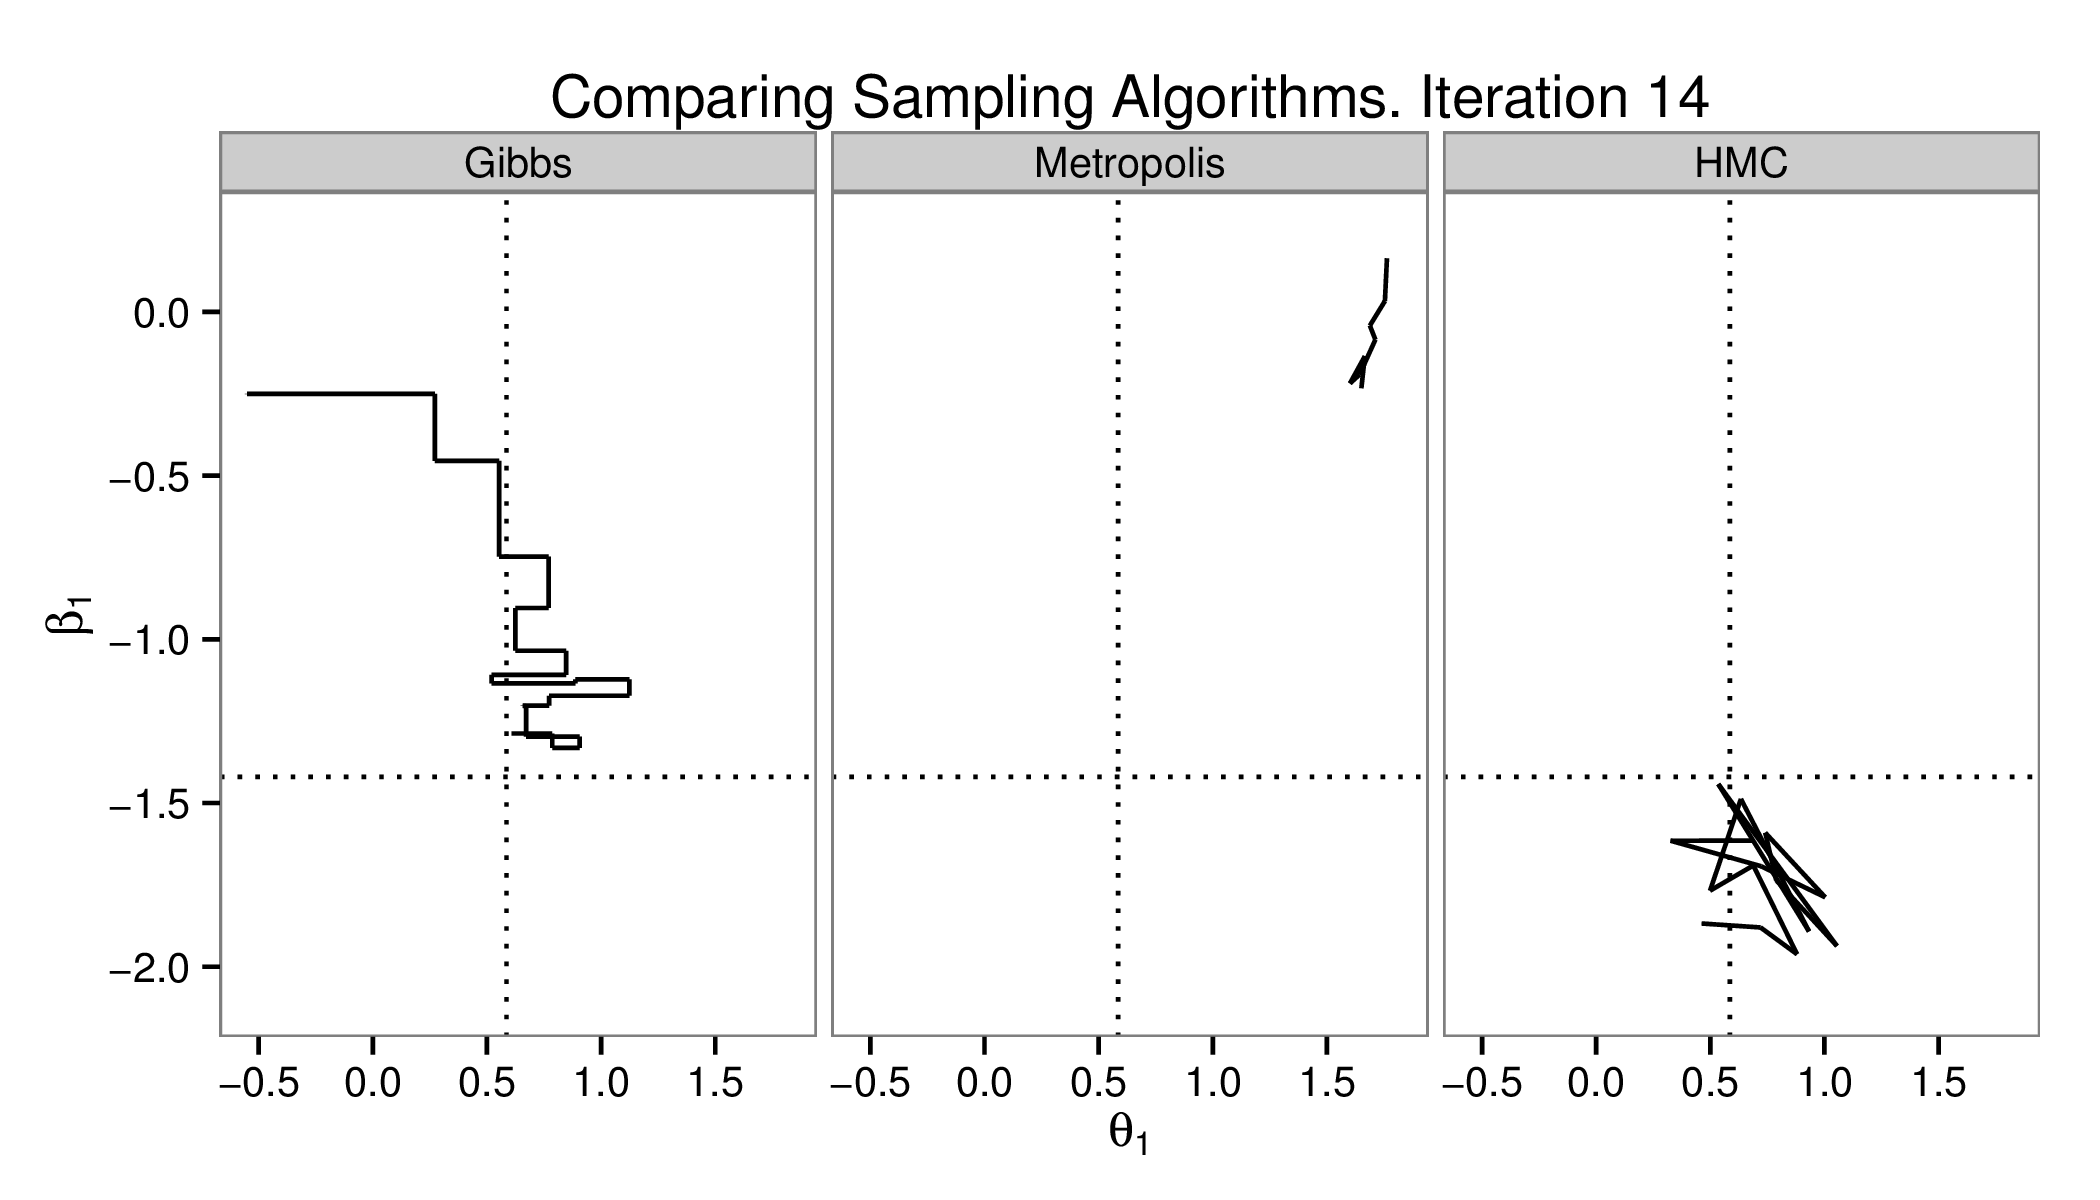 Comparing Sampling Algorithms. Iteration 14
Gibbs Metropolis HMC
0.0
−0.5
−1.0
−1.5
−2.0
β1
−0.5 0.0 0.5 1.0 1.5 −0.5 0.0 0.5 1.0 1.5 −0.5 0.0 0.5 1.0 1.5
θ1